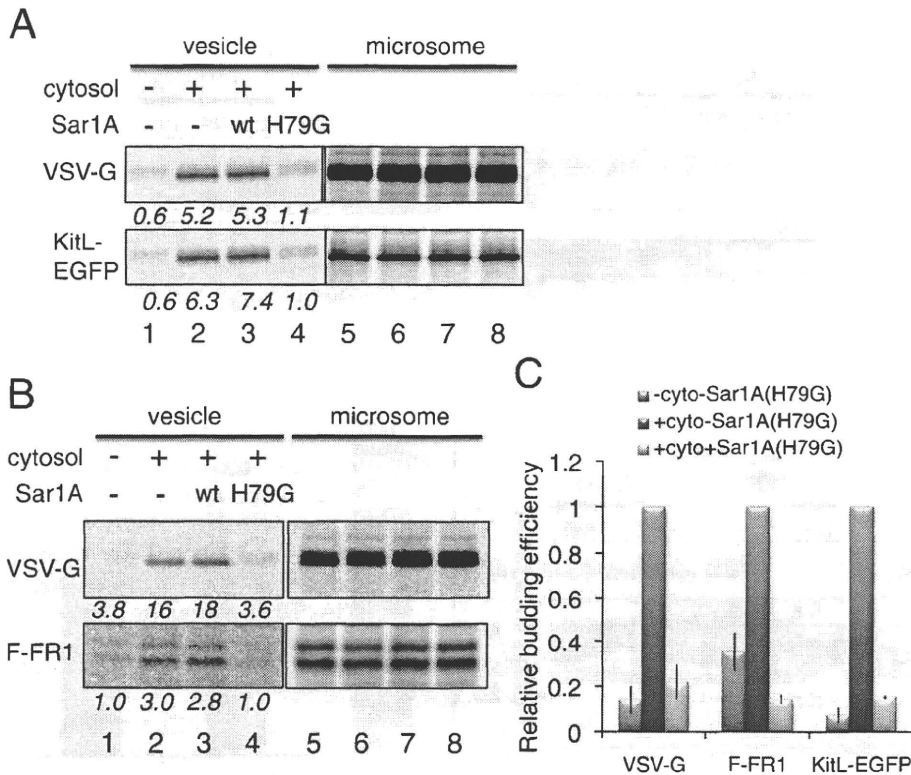 A
vesicle microsome
cytosol - + + +
Sar1A - - wt H79G
VSV-G
0.6 5.2 5.3 1.1
KitL-
EGFP
0.6 6.3 7.4 1.0
1 2 3 4 5 6 7 8
B
vesicle microsome
cytosol - + + +
Sar1A - - wt H79G
VSV-G
3.8 16 18 3.6
F-FR1
1.0 3.0 2.8 1.0
1 2 3 4 5 6 7 8
C
-cyto-Sar1A(H79G)
+cyto-Sar1A(H79G)
+cyto+Sar1A(H79G)
Relative budding efficiency
1.2
1
0.8
0.6
0.4
0.2
0
VSV-G F-FR1 KitL-EGFP